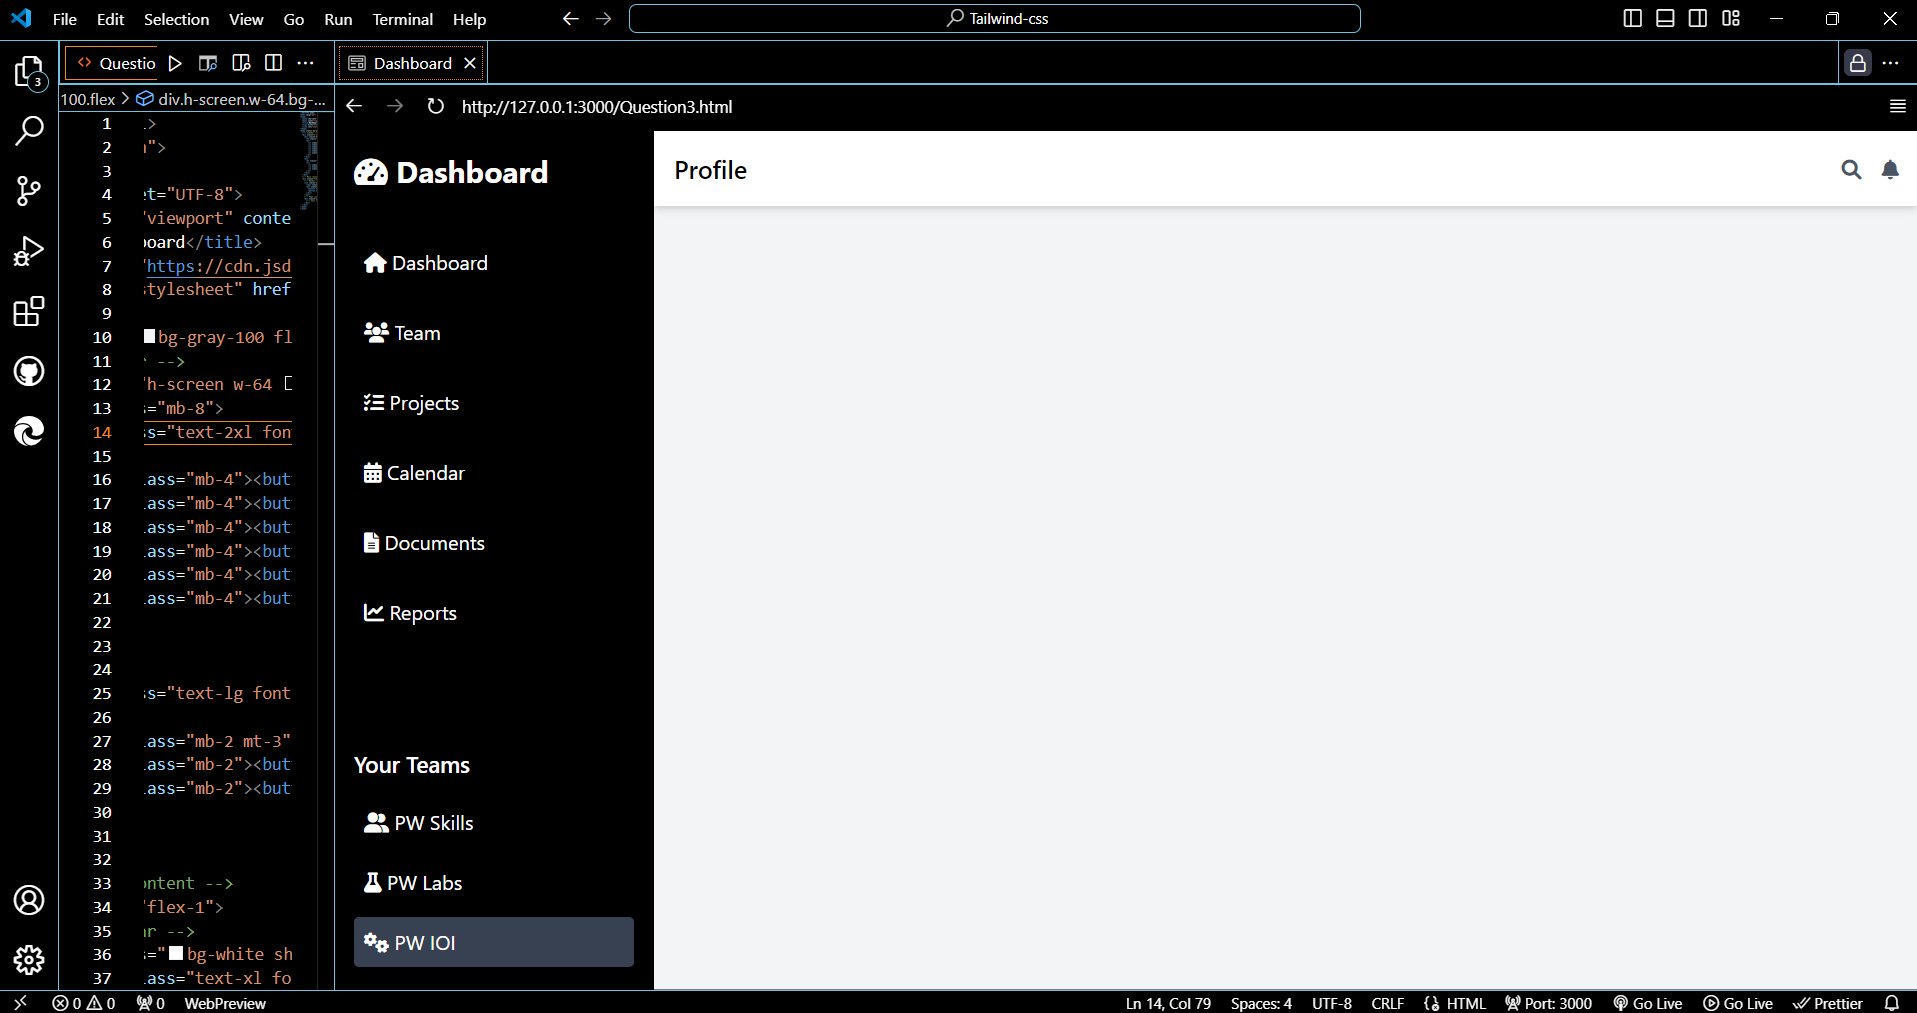 File Edit Selection View Go Run Terminal Help
Tailwind-css
Questio
Dashboard
100.flex > div.h-screen.w-64.bg-...
http://127.0.0.1:3000/Question3.html
1 .>
2 ">
3
4 et="UTF-8">
5 "viewport" conte
6 board</title>
7 "https://cdn.jsd
8 stylesheet" href
9
10 bg-gray-100 fl
11 -->
12 "h-screen w-64
13 s="mb-8">
14 ss="text-2xl fon
15
16 .ass="mb-4"><but
17 .ass="mb-4"><but
18 .ass="mb-4"><but
19 .ass="mb-4"><but
20 .ass="mb-4"><but
21 .ass="mb-4"><but
22
23
24
25 ss="text-lg font
26
27 .ass="mb-2 mt-3"
28 .ass="mb-2"><but
29 .ass="mb-2"><but
30
31
32
33 ontent -->
34 "flex-1">
35 ar -->
36 s="bg-white sh
37 .ass="text-xl fo
Dashboard
Dashboard
Team
Projects
Calendar
Documents
Reports
Your Teams
PW Skills
PW Labs
PW IOI
Profile
3
0 0 0 WebPreview
Ln 14, Col 79 Spaces: 4 UTF-8 CRLF HTML Port: 3000 Go Live Go Live Prettier